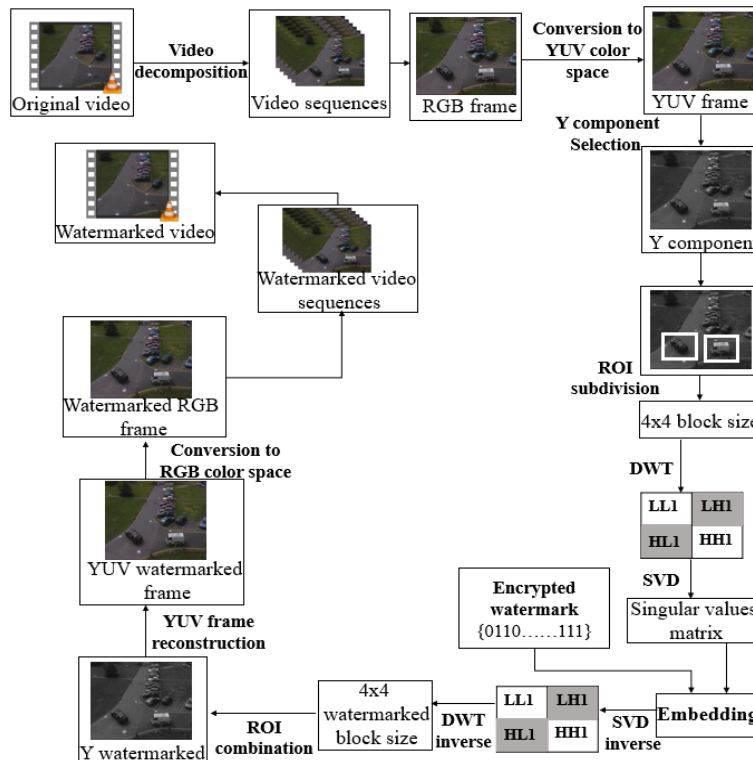 Original video
Video
decomposition
Video sequences
RGB frame
Conversion to
YUV color
space
YUV frame
Y component
Selection
Y component
ROI
subdivision
4x4 block size
DWT
LL1
LH1
HL1
HH1
SVD
Singular values
matrix
Encrypted
watermark
{0110……111}
Embedding
SVD
inverse
LL1
LH1
HL1
HH1
DWT
inverse
4x4
watermarked
block size
ROI
combination
Y watermarked
YUV frame
reconstruction
YUV watermarked
frame
Conversion to
RGB color space
Watermarked RGB
frame
Watermarked video
sequences
Watermarked video